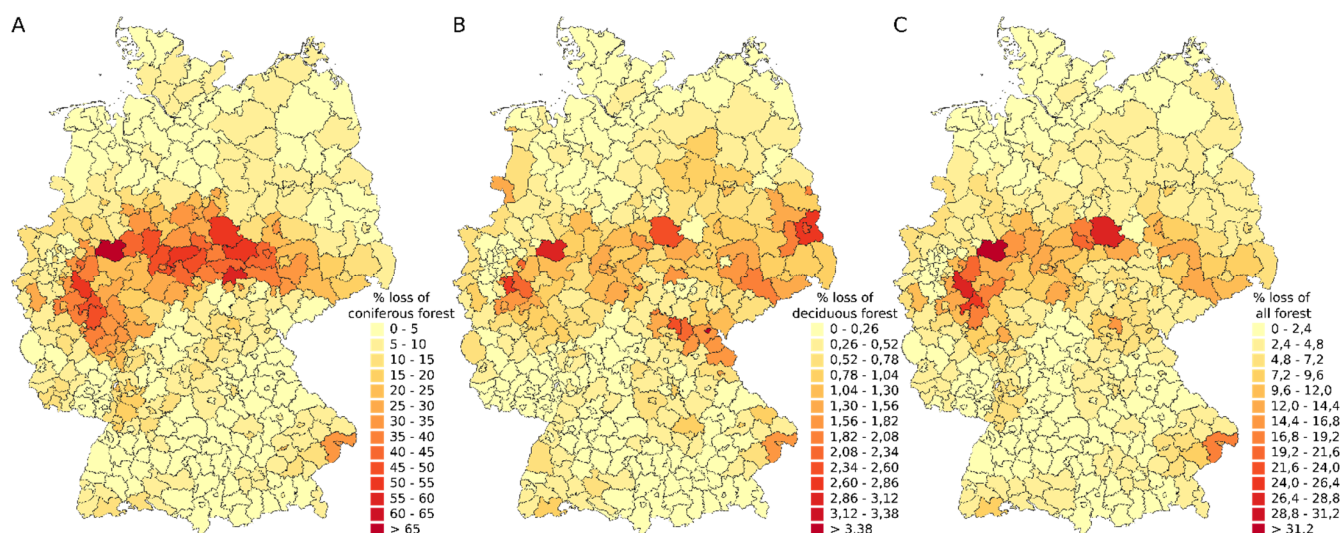 A
B
C
% loss of
coniferous forest
0 - 5
5 - 10
10 - 15
15 - 20
20 - 25
25 - 30
30 - 35
35 - 40
40 - 45
45 - 50
50 - 55
55 - 60
60 - 65
> 65
% loss of
deciduous forest
0 - 0,26
0,26 - 0,52
0,52 - 0,78
0,78 - 1,04
1,04 - 1,30
1,30 - 1,56
1,56 - 1,82
1,82 - 2,08
2,08 - 2,34
2,34 - 2,60
2,60 - 2,86
2,86 - 3,12
3,12 - 3,38
> 3,38
% loss of
all forest
0 - 2,4
2,4 - 4,8
4,8 - 7,2
7,2 - 9,6
9,6 - 12,0
12,0 - 14,4
14,4 - 16,8
16,8 - 19,2
19,2 - 21,6
21,6 - 24,0
24,0 - 26,4
26,4 - 28,8
28,8 - 31,2
> 31,2